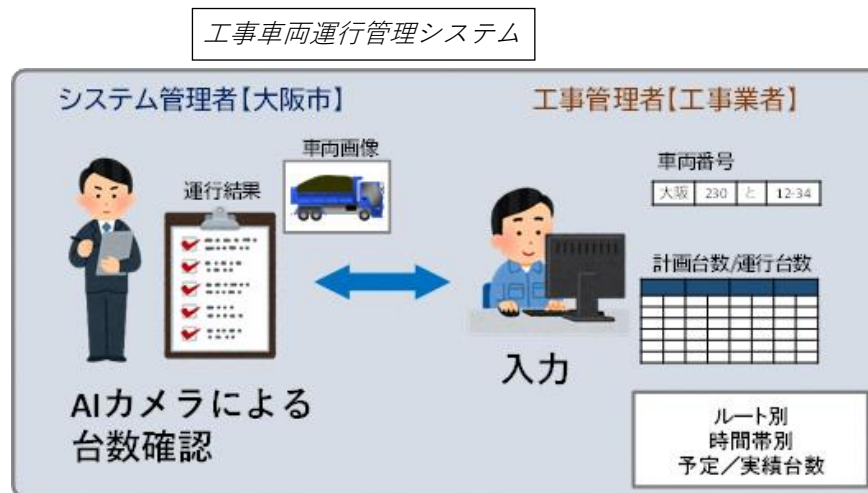 工事車両運行管理システム
システム管理者【大阪市】
工事管理者【工事業者】
車両画像
運行結果
車両番号
大阪 230 と 12-34
計画台数/運行台数
入力
AIカメラによる
台数確認
ルート別
時間帯別
予定／実績台数